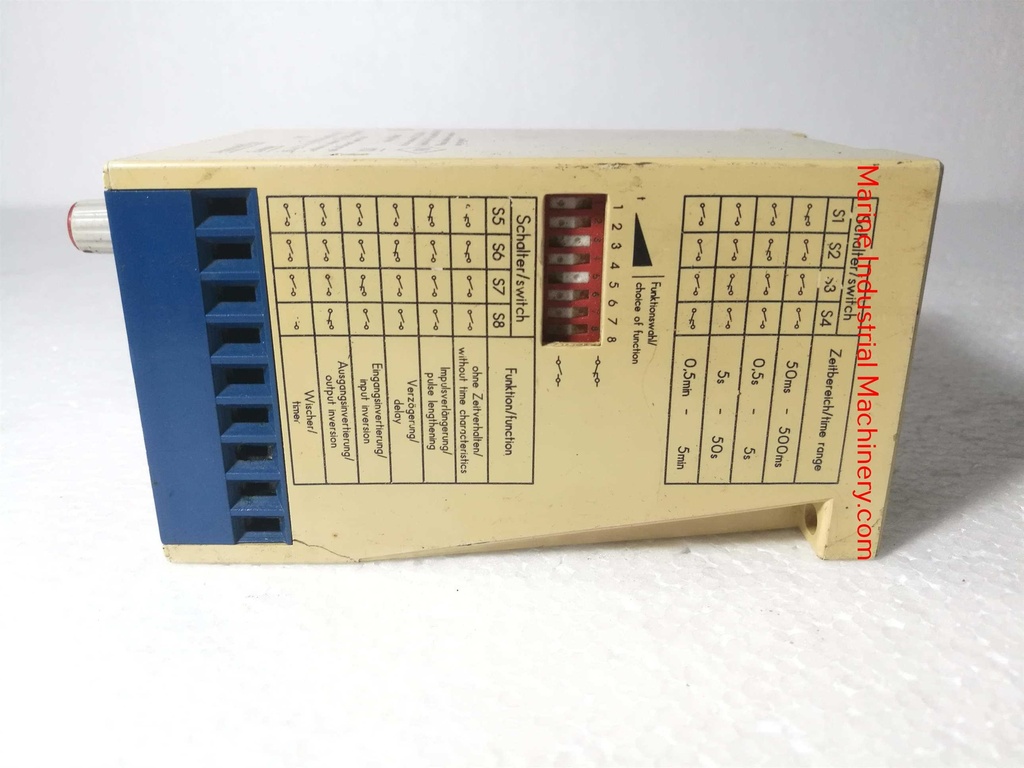 Schalter/switch
Zeitbereich/time range
S1 S2 S3 S4
50ms - 500ms
0,5s - 5s
5s - 50s
0,5min - 5min
Funktionswahl/
choice of function
t
1 2 3 4 5 6 7 8
Schalter/switch
Funktion/function
S5 S6 S7 S8
ohne Zeitverhalten/
without time characteristics
Impulsverlängerung/
pulse lengthening
Verzögerung/
delay
Eingangsinvertierung/
input inversion
Ausgangsinvertierung/
output inversion
Wischer/
timer
Marine Industrial Machinery.com